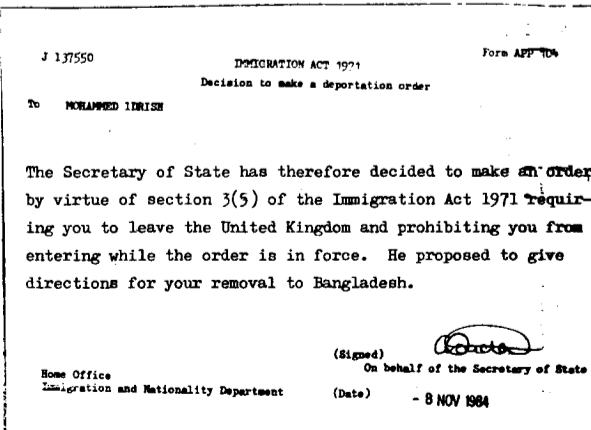 J 137550
Form APP 104
IMMIGRATION ACT 1971
Decision to make a deportation order
To MOHAMMED IDRISH
The Secretary of State has therefore decided to make an order
by virtue of section 3(5) of the Immigration Act 1971 requir-
ing you to leave the United Kingdom and prohibiting you from
entering while the order is in force. He proposed to give
directions for your removal to Bangladesh.
(Signed)
On behalf of the Secretary of State
Home Office
Immigration and Nationality Department
(Date) - 8 NOV 1984